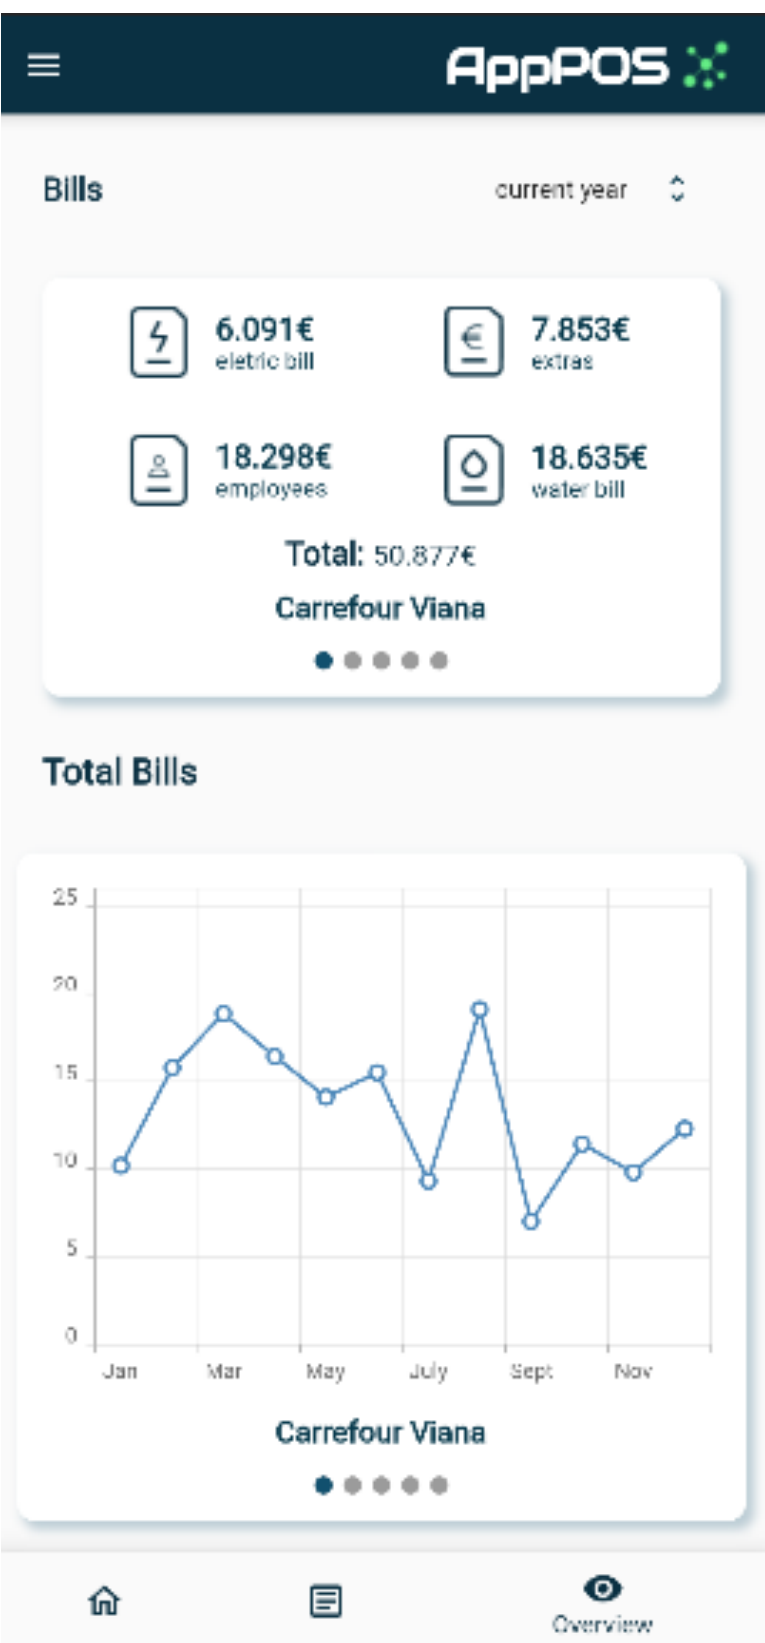 AppPOS
Bills
current year
6.091€
eletric bill
7.853€
extras
18.298€
employees
18.635€
water bill
Total: 50.877€
Carrefour Viana
Total Bills
25
20
15
10
5
0
Jan Mar May July Sept Nov
Carrefour Viana
Overview